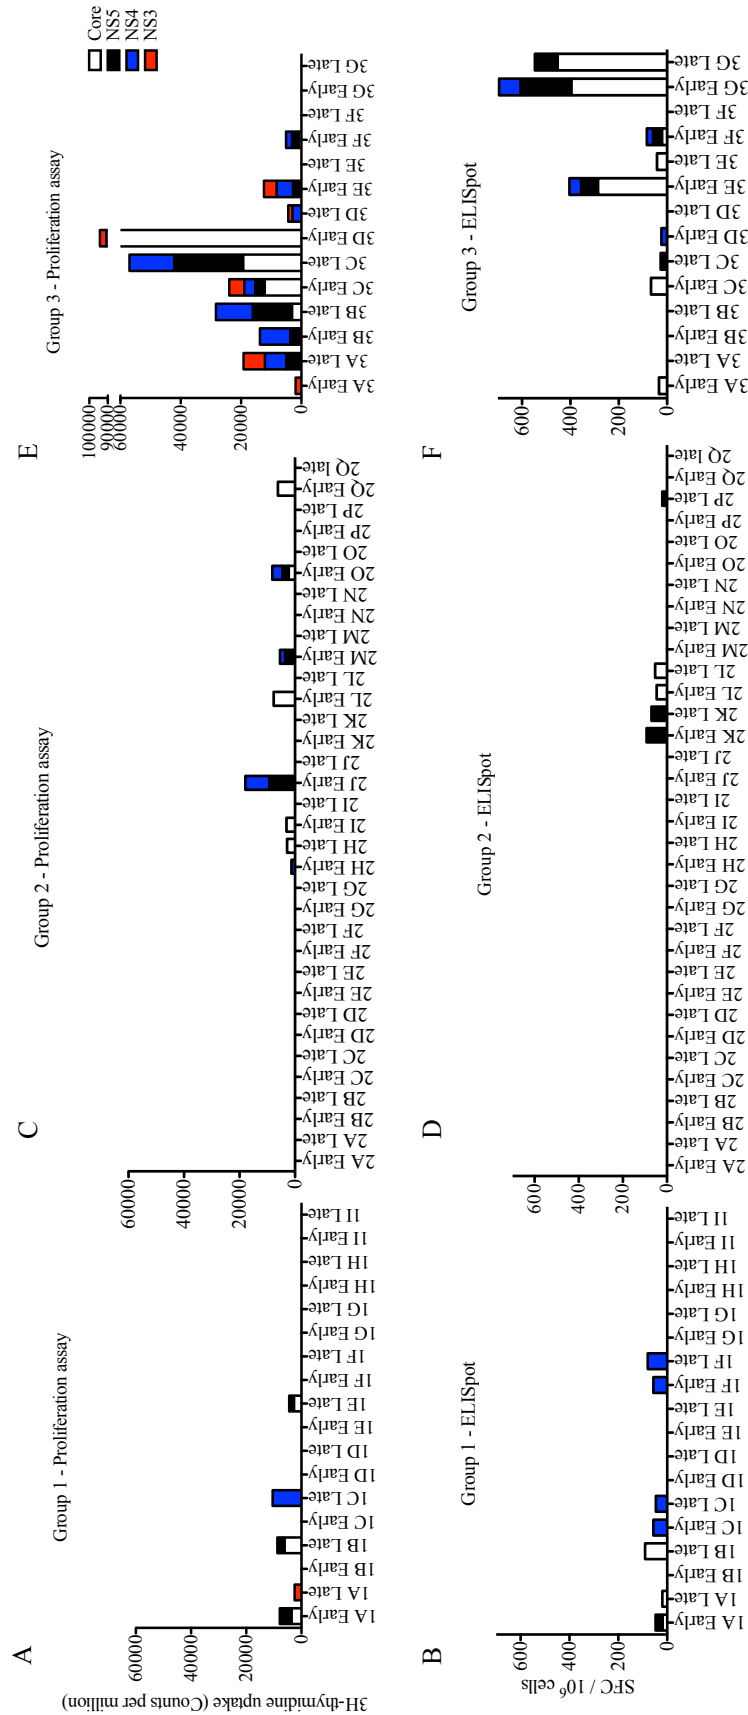 A
Group 1 - Proliferation assay
3H-thymidine uptake (Counts per million)
60000
40000
20000
0
1A Early
1A Late
1B Early
1B Late
1C Early
1C Late
1D Early
1D Late
1E Early
1E Late
1F Early
1F Late
1G Early
1G Late
1H Early
1H Late
1I Early
1I Late
C
Group 2 - Proliferation assay
60000
40000
20000
0
2A Early
2A Late
2B Early
2B Late
2C Early
2C Late
2D Early
2D Late
2E Early
2E Late
2F Early
2F Late
2G Early
2G Late
2H Early
2H Late
2I Early
2I Late
2J Early
2J Late
2K Early
2K Late
2L Early
2L Late
2M Early
2M Late
2N Early
2N Late
2O Early
2O Late
2P Early
2P Late
2Q Early
2Q late
E
Group 3 - Proliferation assay
100000
90000
60000
40000
20000
0
3A Early
3A Late
3B Early
3B Late
3C Early
3C Late
3D Early
3D Late
3E Early
3E Late
3F Early
3F Late
3G Early
3G Late
Core
NS5
NS4
NS3
B
Group 1 - ELISpot
SFC / 10⁶ cells
600
400
200
0
1A Early
1A Late
1B Early
1B Late
1C Early
1C Late
1D Early
1D Late
1E Early
1E Late
1F Early
1F Late
1G Early
1G Late
1H Early
1H Late
1I Early
1I Late
D
Group 2 - ELISpot
600
400
200
0
2A Early
2A Late
2B Early
2B Late
2C Early
2C Late
2D Early
2D Late
2E Early
2E Late
2F Early
2F Late
2G Early
2G Late
2H Early
2H Late
2I Early
2I Late
2J Early
2J Late
2K Early
2K Late
2L Early
2L Late
2M Early
2M Late
2N Early
2N Late
2O Early
2O Late
2P Early
2P Late
2Q Early
2Q late
F
Group 3 - ELISpot
600
400
200
0
3A Early
3A Late
3B Early
3B Late
3C Early
3C Late
3D Early
3D Late
3E Early
3E Late
3F Early
3F Late
3G Early
3G Late